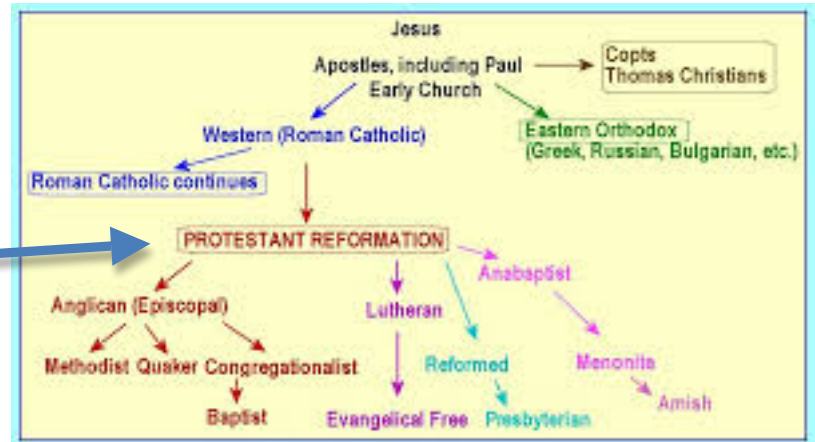 Jesus
Apostles, including Paul
Early Church
Copts
Thomas Christians
Western (Roman Catholic)
Eastern Orthodox
(Greek, Russian, Bulgarian, etc.)
Roman Catholic continues
PROTESTANT REFORMATION
Anabaptist
Anglican (Episcopal)
Lutheran
Methodist Quaker Congregationalist
Reformed
Menonite
Baptist
Evangelical Free
Presbyterian
Amish